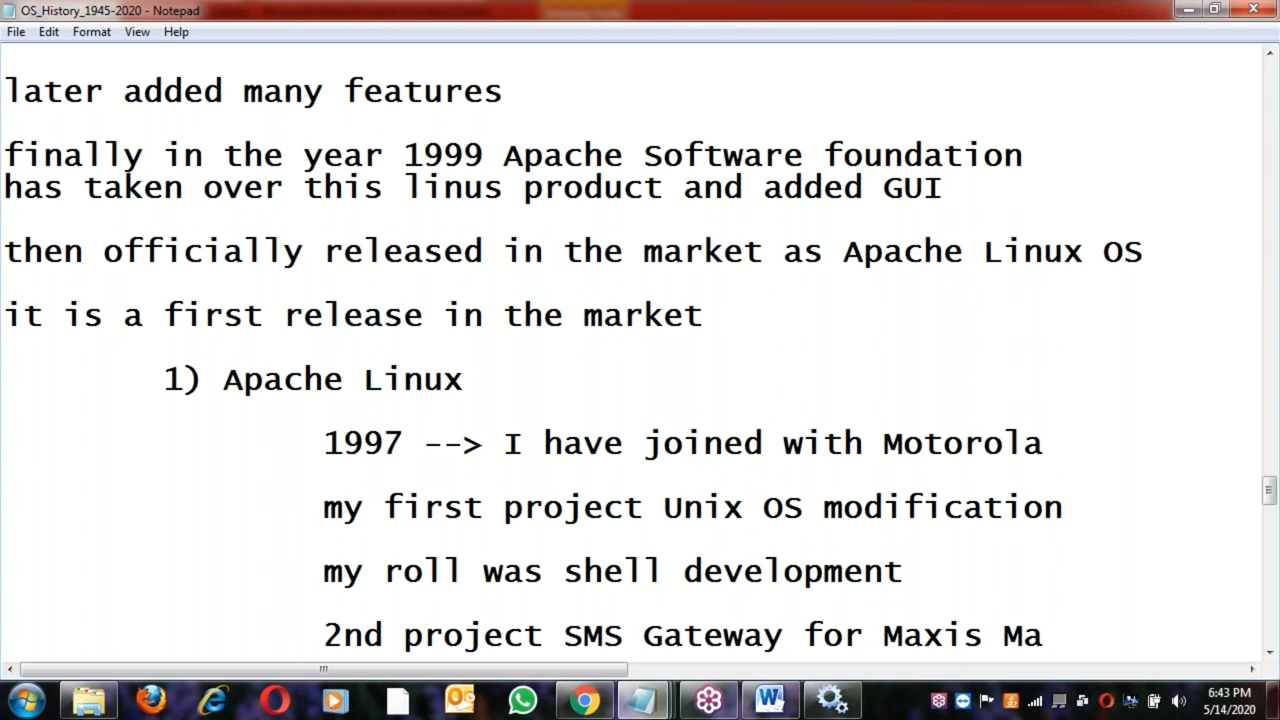 OS_History_1945-2020 - Notepad
File Edit Format View Help
later added many features
finally in the year 1999 Apache Software foundation
has taken over this linus product and added GUI
then officially released in the market as Apache Linux OS
it is a first release in the market
1) Apache Linux
1997 --> I have joined with Motorola
my first project Unix OS modification
my roll was shell development
2nd project SMS Gateway for Maxis Ma
6:43 PM
5/14/2020